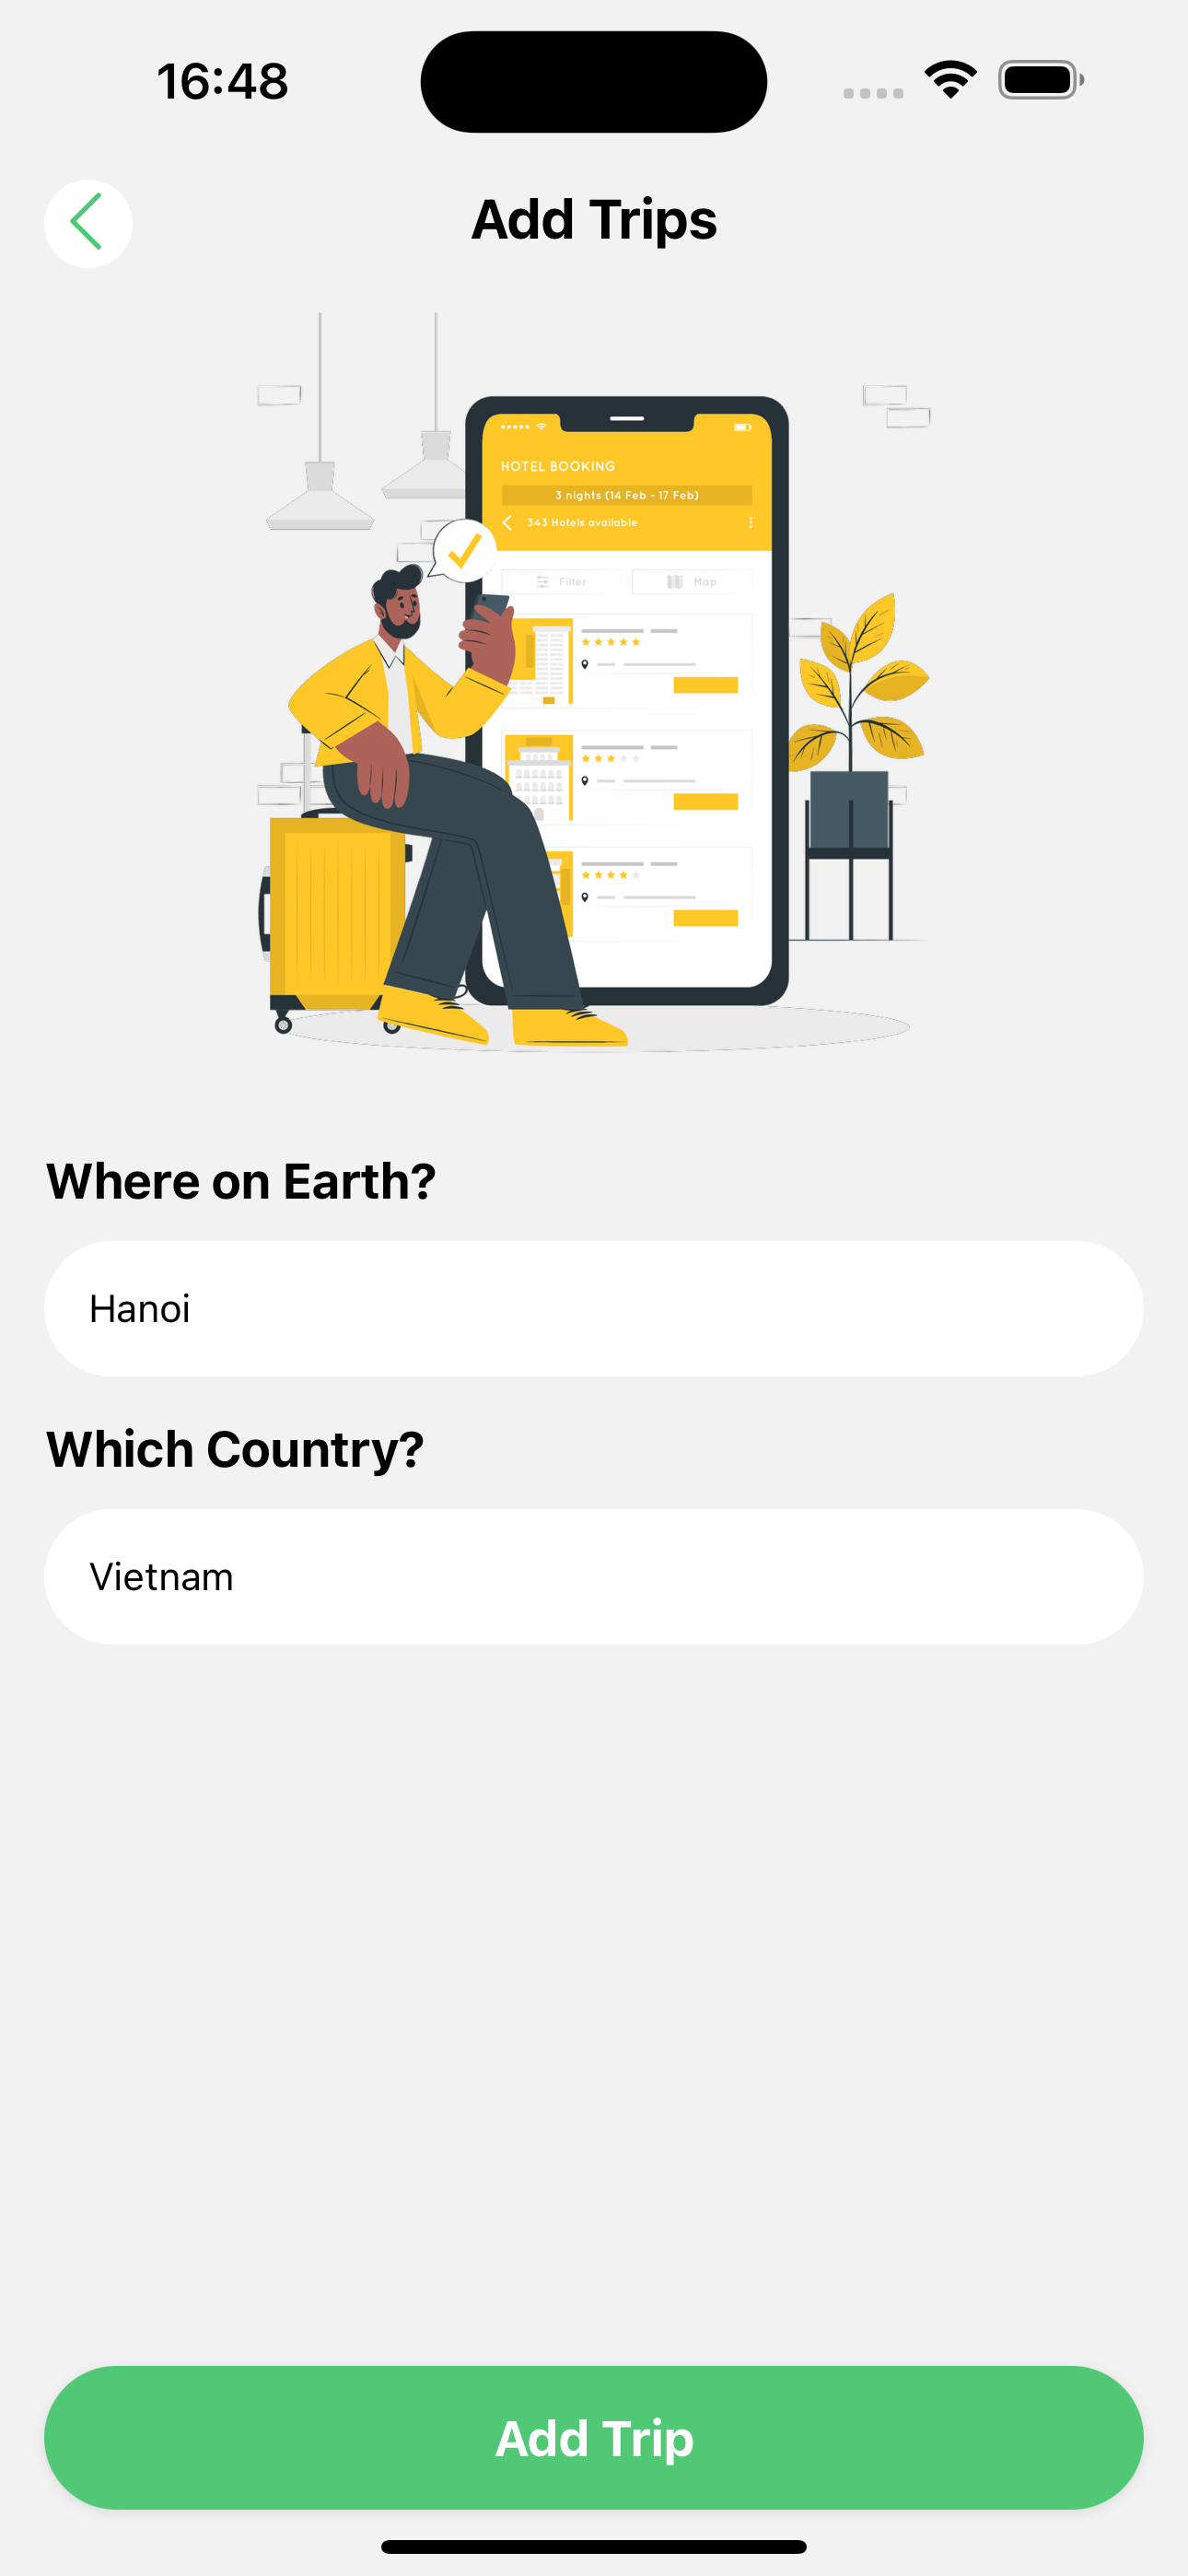 16:48
Add Trips
HOTEL BOOKING
3 nights (14 Feb - 17 Feb)
343 Hotels available
Filter
Map
Where on Earth?
Hanoi
Which Country?
Vietnam
Add Trip